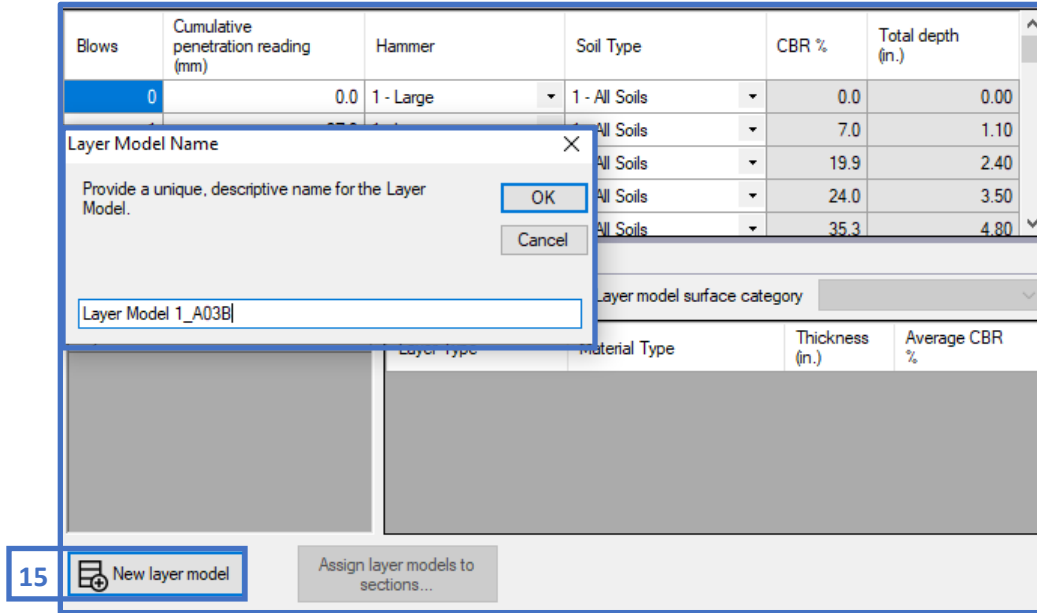 Blows Cumulative penetration reading (mm) Hammer Soil Type CBR % Total depth (in.)
0 0.0 1 - Large 1 - All Soils 0.0 0.00
All Soils 7.0 1.10
All Soils 19.9 2.40
All Soils 24.0 3.50
All Soils 35.3 4.80
Layer Model Name
Provide a unique, descriptive name for the Layer
Model.
OK
Cancel
Layer Model 1_A03B
Layer model surface category
Layer Type Material Type Thickness (in.) Average CBR %
15
New layer model
Assign layer models to
sections...